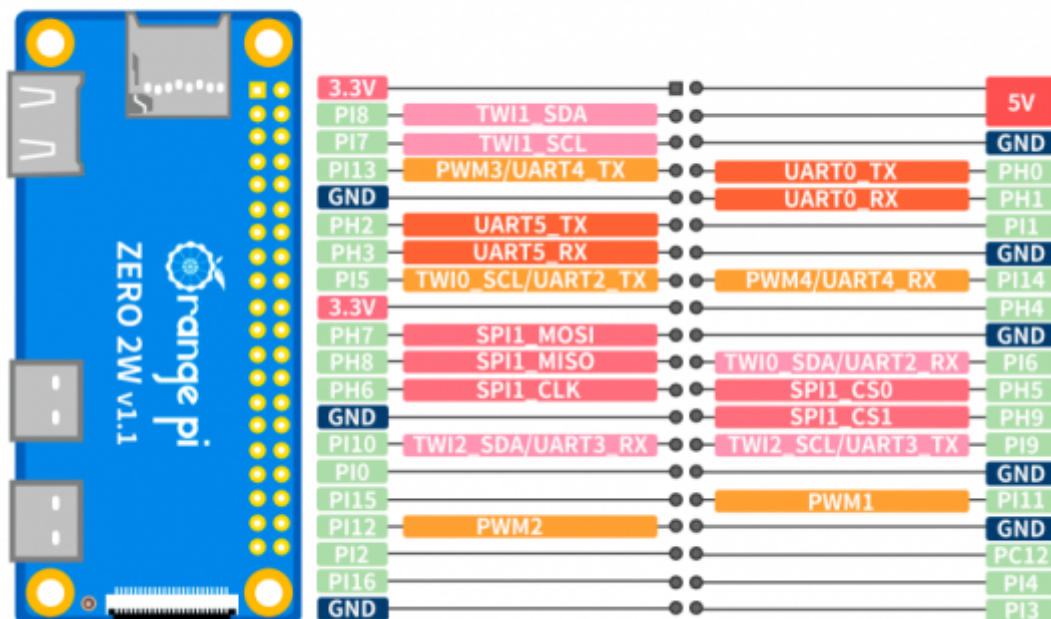 3.3V
5V
PI8 TWI1_SDA
PI7 TWI1_SCL GND
PI13 PWM3/UART4_TX UART0_TX PH0
GND UART0_RX PH1
PH2 UART5_TX PI1
PH3 UART5_RX GND
PI5 TWI0_SCL/UART2_TX PWM4/UART4_RX PI14
3.3V PH4
PH7 SPI1_MOSI GND
PH8 SPI1_MISO TWI0_SDA/UART2_RX PI6
PH6 SPI1_CLK SPI1_CS0 PH5
GND SPI1_CS1 PH9
PI10 TWI2_SDA/UART3_RX TWI2_SCL/UART3_TX PI9
PI0 GND
PI15 PWM1 PI11
PI12 PWM2 GND
PI2 PC12
PI16 PI4
GND PI3
Orange pi
ZERO 2W v1.1